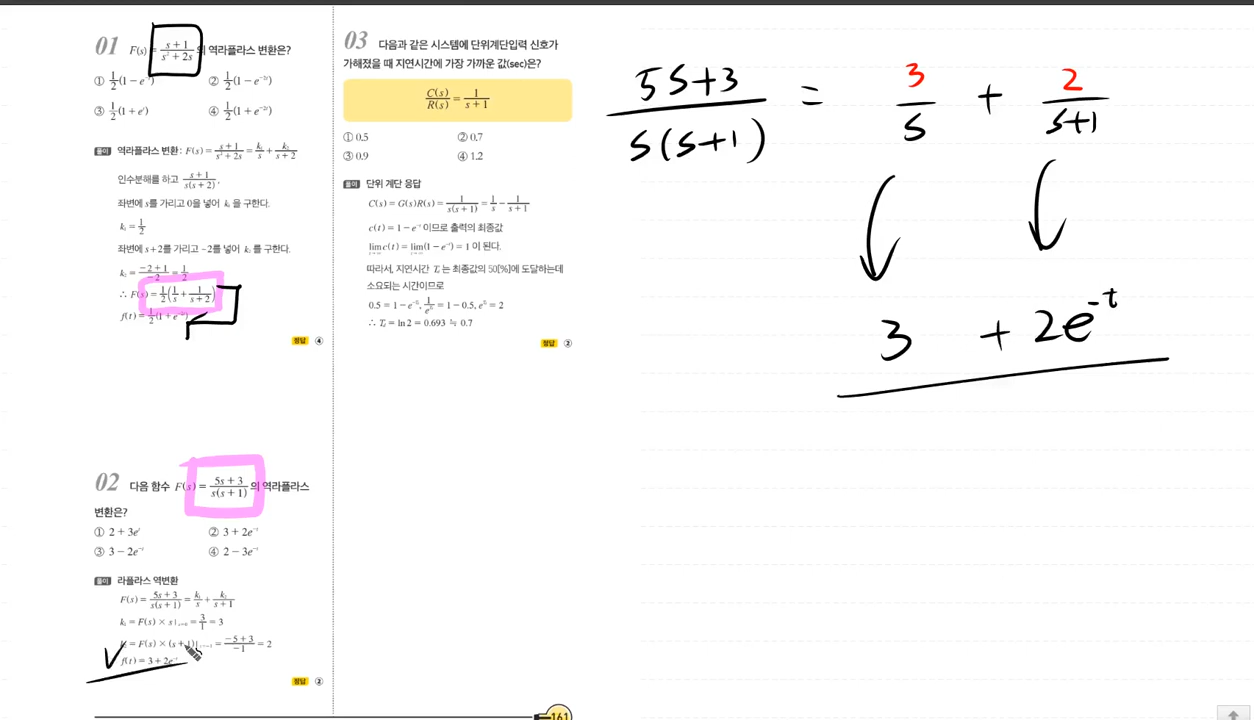 01 F(s) = s+1 / s²+2s 의 역라플라스 변환은?
① 1/2(1−e⁻ᵗ) ② 1/2(1−e⁻²ᵗ)
③ 1/2(1+eᵗ) ④ 1/2(1+e⁻²ᵗ)
풀이 역라플라스 변환: F(s) = s+1 / s²+2s = k₁/s + k₂/s+2
인수분해를 하고 s+1 / s(s+2),
좌변에 s를 가리고 0을 넣어 k₁을 구한다.
k₁ = 1/2
좌변에 s+2를 가리고 −2를 넣어 k₂를 구한다.
k₂ = −2+1 / −2 = 1/2
∴ F(s) = 1/2(1/s + 1/s+2)
f(t) = 1/2(1+e⁻²ᵗ)
정답 ④
02 다음 함수 F(s) = 5s+3 / s(s+1) 의 역라플라스
변환은?
① 2+3eᵗ ② 3+2e⁻ᵗ
③ 3−2e⁻ᵗ ④ 2−3e⁻ᵗ
풀이 라플라스 역변환
F(s) = 5s+3 / s(s+1) = k₁/s + k₂/s+1
k₁ = F(s) × s|ₛ₌₀ = 3/1 = 3
= F(s) × (s+1)|ₛ₌₋₁ = −5+3 / −1 = 2
f(t) = 3+2e⁻ᵗ
정답 ②
03 다음과 같은 시스템에 단위계단입력 신호가
가해졌을 때 지연시간에 가장 가까운 값(sec)은?
C(s)/R(s) = 1 / s+1
① 0.5 ② 0.7
③ 0.9 ④ 1.2
풀이 단위 계단 응답
C(s) = G(s)R(s) = 1 / s(s+1) = 1/s − 1/s+1
c(t) = 1−e⁻ᵗ 이므로 출력의 최종값
lim c(t) = lim(1−e⁻ᵗ) = 1 이 된다.
따라서, 지연시간 는 최종값의 50[%]에 도달하는데
소요되는 시간이므로
0.5 = 1−e^−Td, 1/e^Td = 1−0.5, e^Td = 2
∴ Td = ln2 = 0.693 ≒ 0.7
정답 ②
161
5s+3 / s(s+1) = 3/s + 2/s+1
3 + 2e⁻ᵗ